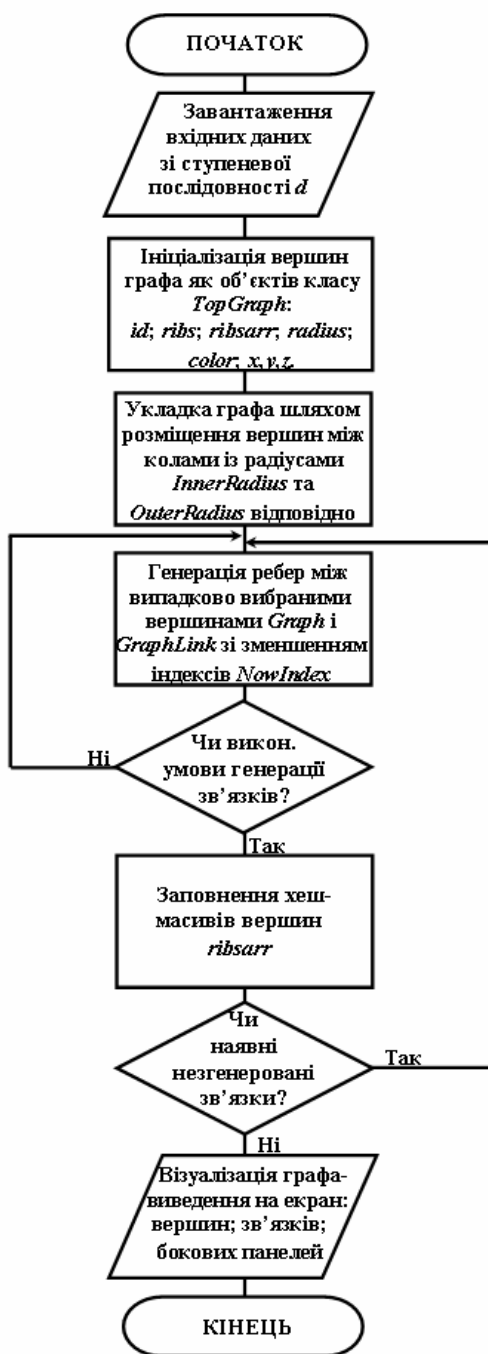 ПОЧАТОК
Завантаження
вхідних даних
зі ступеневої
послідовності d
Ініціалізація вершин
графа як об’єктів класу
TopGraph:
id; ribs; ribsarr; radius;
color; x,y,z.
Укладка графа шляхом
розміщення вершин між
колами із радіусами
InnerRadius та
OuterRadius відповідно
Генерація ребер між
випадково вибраними
вершинами Graph і
GraphLink зі зменшенням
індексів NowIndex
Чи викон.
умови генерації
зв’язків?
Ні
Так
Заповнення хеш-
масивів вершин
ribsarr
Чи
наявні
незгенеровані
зв’язки?
Так
Ні
Візуалізація графа-
виведення на екран:
вершин; зв’язків;
бокових панелей
КІНЕЦЬ